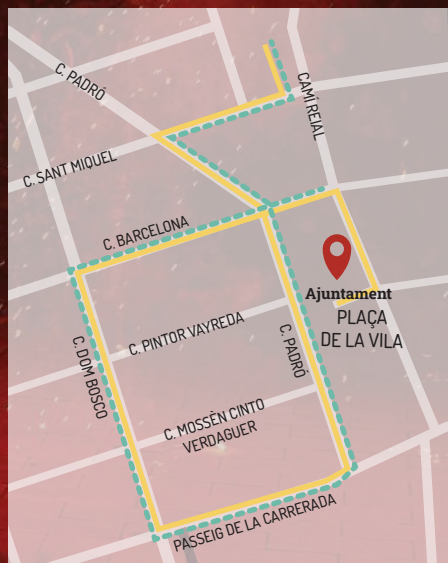 C. PADRÓ
CAMÍ REIAL
C. SANT MIQUEL
C. BARCELONA
Ajuntament
PLAÇA
DE LA VILA
C. PINTOR VAYREDA
C. PADRÓ
C. DOM BOSCO
C. MOSSÈN CINTO
VERDAGUER
PASSEIG DE LA CARRERADA